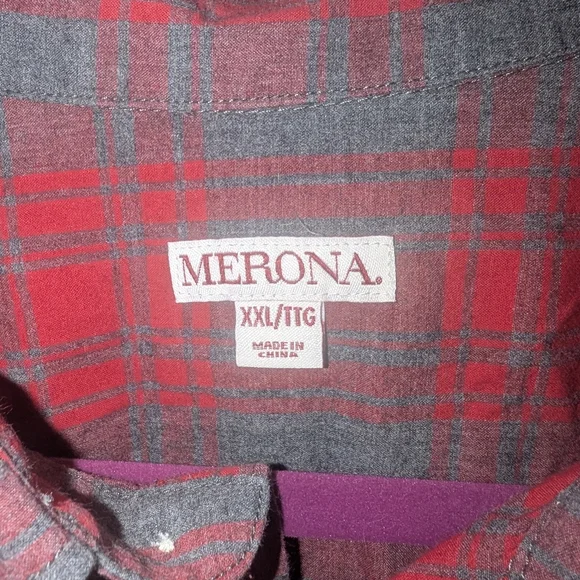 MERONA.
XXL/TTG
MADE IN
CHINA